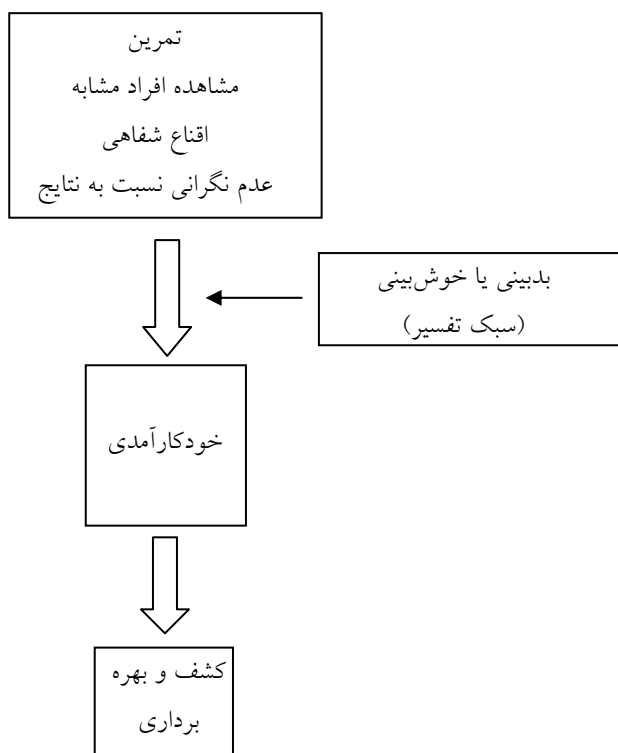 تمرین
مشاهده افراد مشابه
اقناع شفاهی
عدم نگرانی نسبت به نتایج
بدبینی یا خوش‌بینی
(سبک تفسیر)
خودکارآمدی
کشف و بهره
برداری